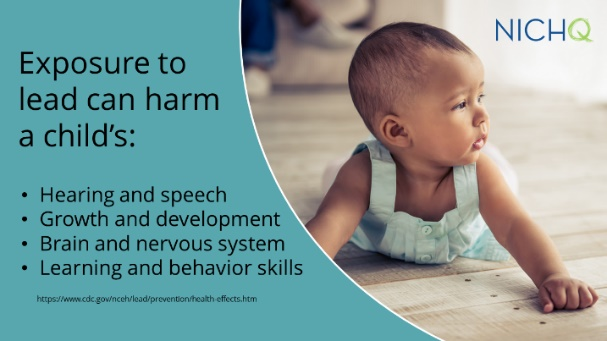 NICHQ
Exposure to
lead can harm
a child's:
• Hearing and speech
• Growth and development
• Brain and nervous system
• Learning and behavior skills
https://www.cdc.gov/nceh/lead/prevention/health-effects.htm